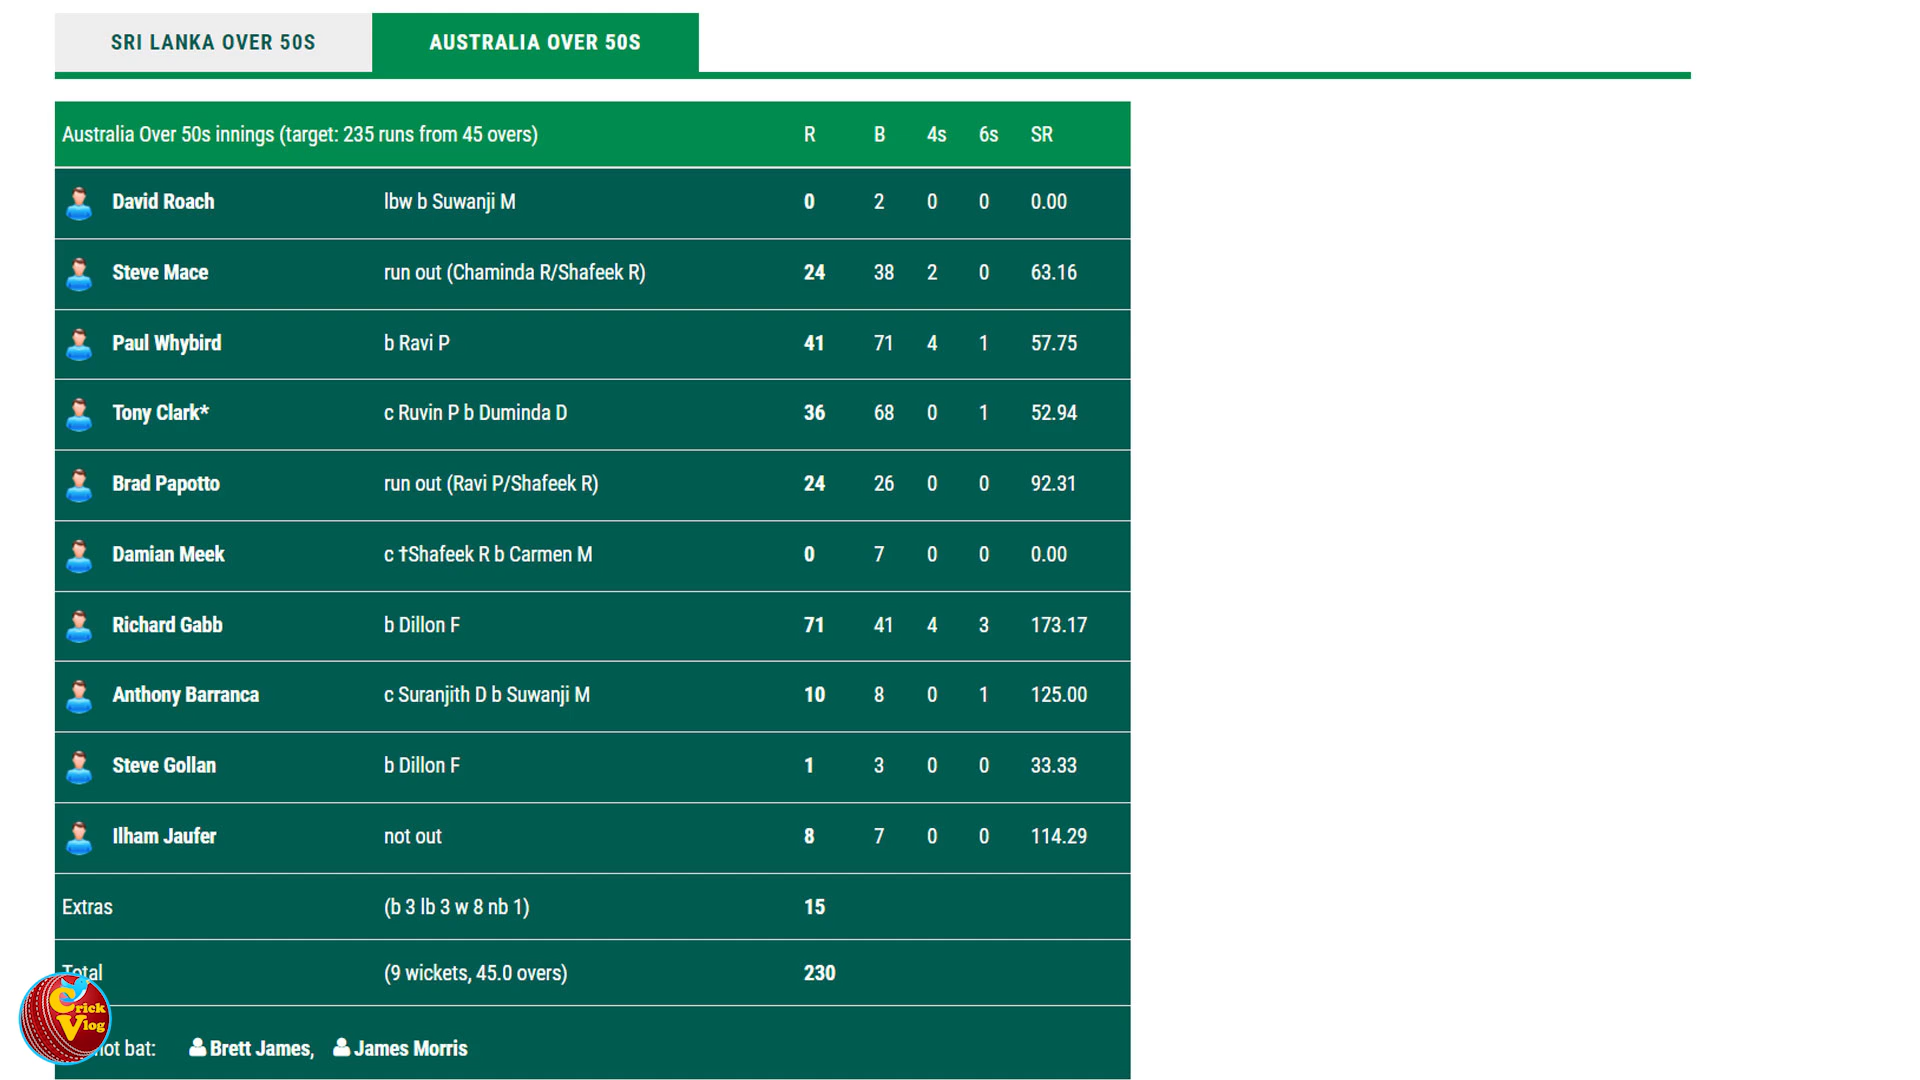 SRI LANKA OVER 50S AUSTRALIA OVER 50S
Australia Over 50s innings (target: 235 runs from 45 overs) R B 4s 6s SR
David Roach lbw b Suwanji M 0 2 0 0 0.00
Steve Mace run out (Chaminda R/Shafeek R) 24 38 2 0 63.16
Paul Whybird b Ravi P 41 71 4 1 57.75
Tony Clark* c Ruvin P b Duminda D 36 68 0 1 52.94
Brad Papotto run out (Ravi P/Shafeek R) 24 26 0 0 92.31
Damian Meek c †Shafeek R b Carmen M 0 7 0 0 0.00
Richard Gabb b Dillon F 71 41 4 3 173.17
Anthony Barranca c Suranjith D b Suwanji M 10 8 0 1 125.00
Steve Gollan b Dillon F 1 3 0 0 33.33
Ilham Jaufer not out 8 7 0 0 114.29
Extras (b 3 lb 3 w 8 nb 1) 15
Total (9 wickets, 45.0 overs) 230
Crick
Vlog
not bat: Brett James, James Morris